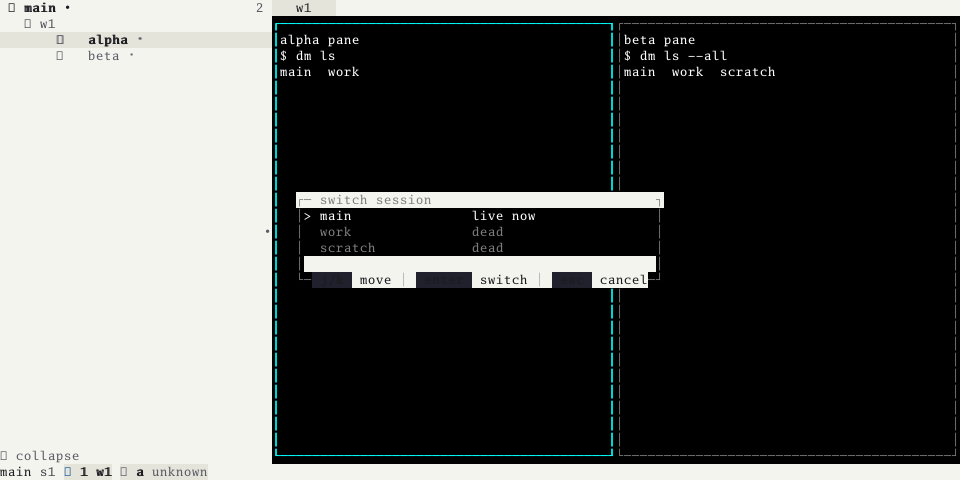 main • 2
w1
alpha •
beta •
collapse
main s1 1 w1 a unknown
w1
alpha pane
$ dm ls
main work
beta pane
$ dm ls --all
main work scratch
switch session
> main live now
work dead
scratch dead
move │ switch │ cancel